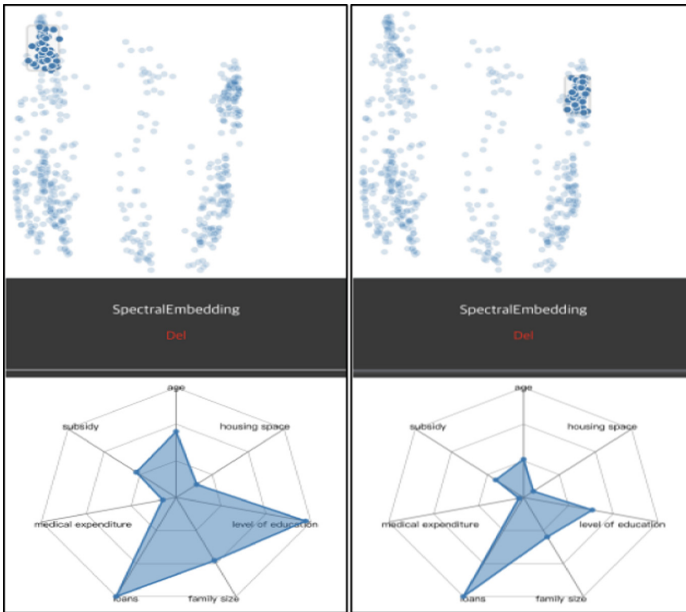 SpectralEmbedding
Del
age
subsidy
housing space
medical expenditure
level of education
loans
family size
SpectralEmbedding
Del
age
subsidy
housing space
medical expenditure
level of education
loans
family size